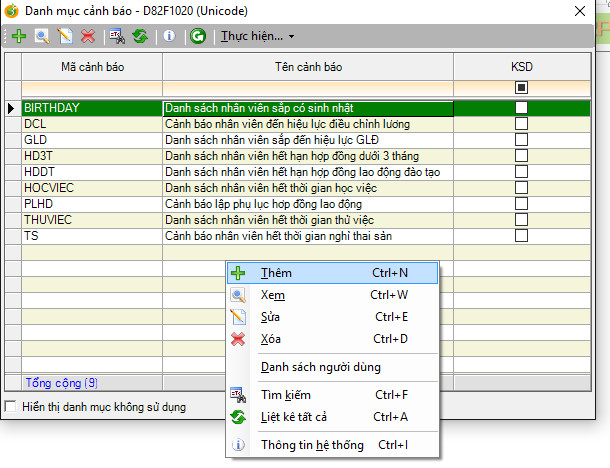 Danh mục cảnh báo - D82F1020 (Unicode)
Thực hiện...
Mã cảnh báo Tên cảnh báo KSD
BIRTHDAY Danh sách nhân viên sắp có sinh nhật
DCL Cảnh báo nhân viên đến hiệu lực điều chỉnh lương
GLD Danh sách nhân viên sắp đến hiệu lực GLĐ
HD3T Danh sách nhân viên hết hạn hợp đồng dưới 3 tháng
HDDT Danh sách nhân viên hết hạn hợp đồng lao động đào tạo
HOCVIEC Danh sách nhân viên hết thời gian học việc
PLHD Cảnh báo lập phụ lục hợp đồng lao động
THUVIEC Danh sách nhân viên hết thời gian thử việc
TS Cảnh báo nhân viên hết thời gian nghỉ thai sản
Thêm Ctrl+N
Xem Ctrl+W
Sửa Ctrl+E
Xóa Ctrl+D
Danh sách người dùng
Tìm kiếm Ctrl+F
Liệt kê tất cả Ctrl+A
Thông tin hệ thống Ctrl+I
Tổng cộng (9)
Hiển thị danh mục không sử dụng